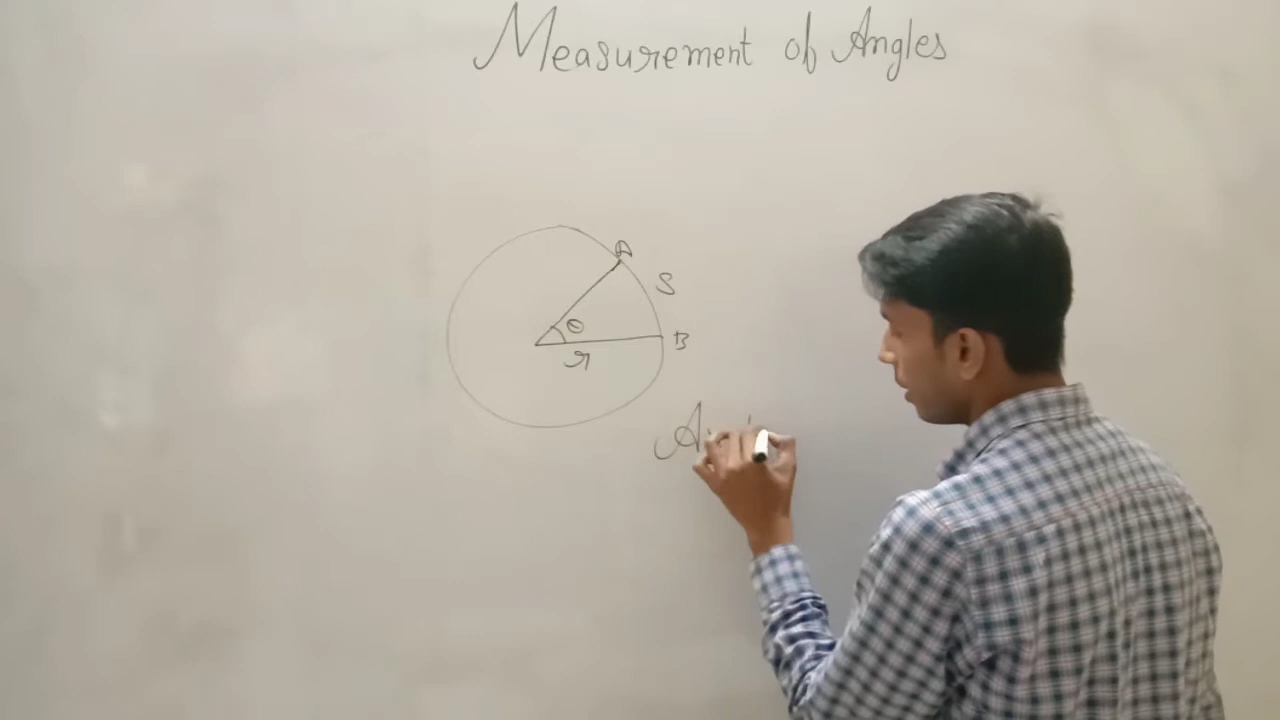 Measurement of Angles
A
S
θ
B
r